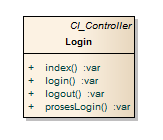 CI_Controller
Login
+ index() :var
+ login() :var
+ logout() :var
+ prosesLogin() :var